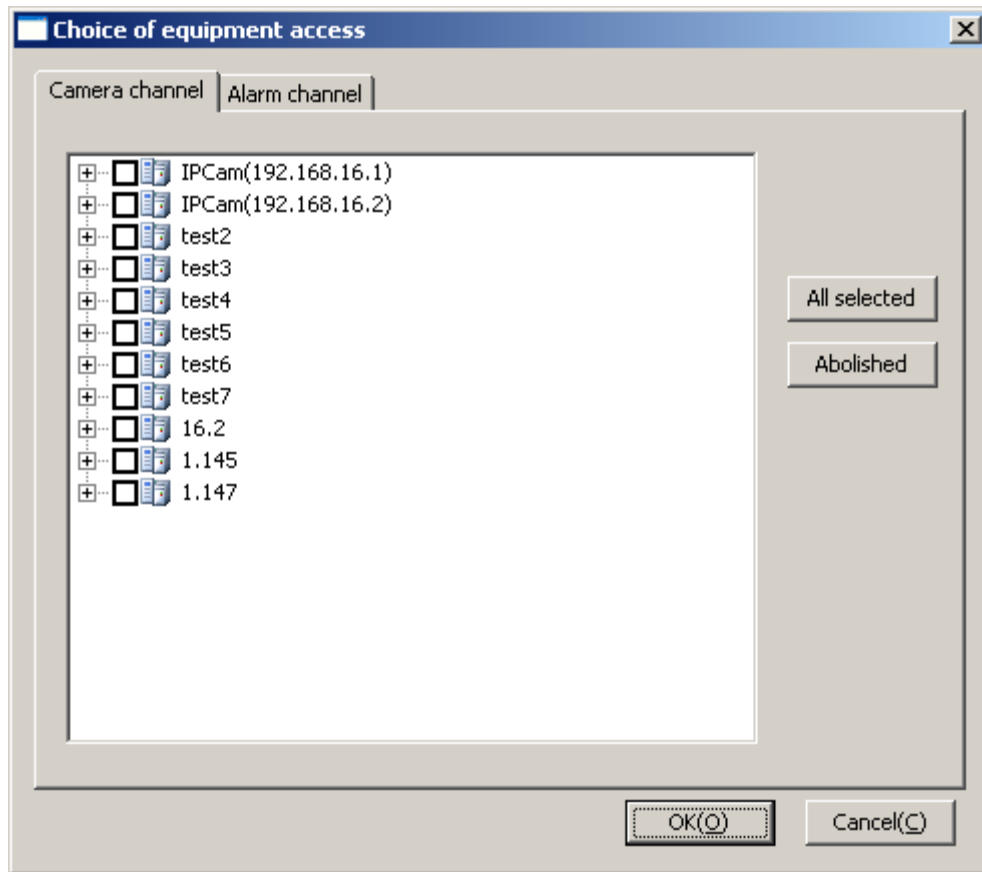 Choice of equipment access
Camera channel
Alarm channel
IPCam(192.168.16.1)
IPCam(192.168.16.2)
test2
test3
test4
test5
test6
test7
16.2
1.145
1.147
All selected
Abolished
OK(O)
Cancel(C)